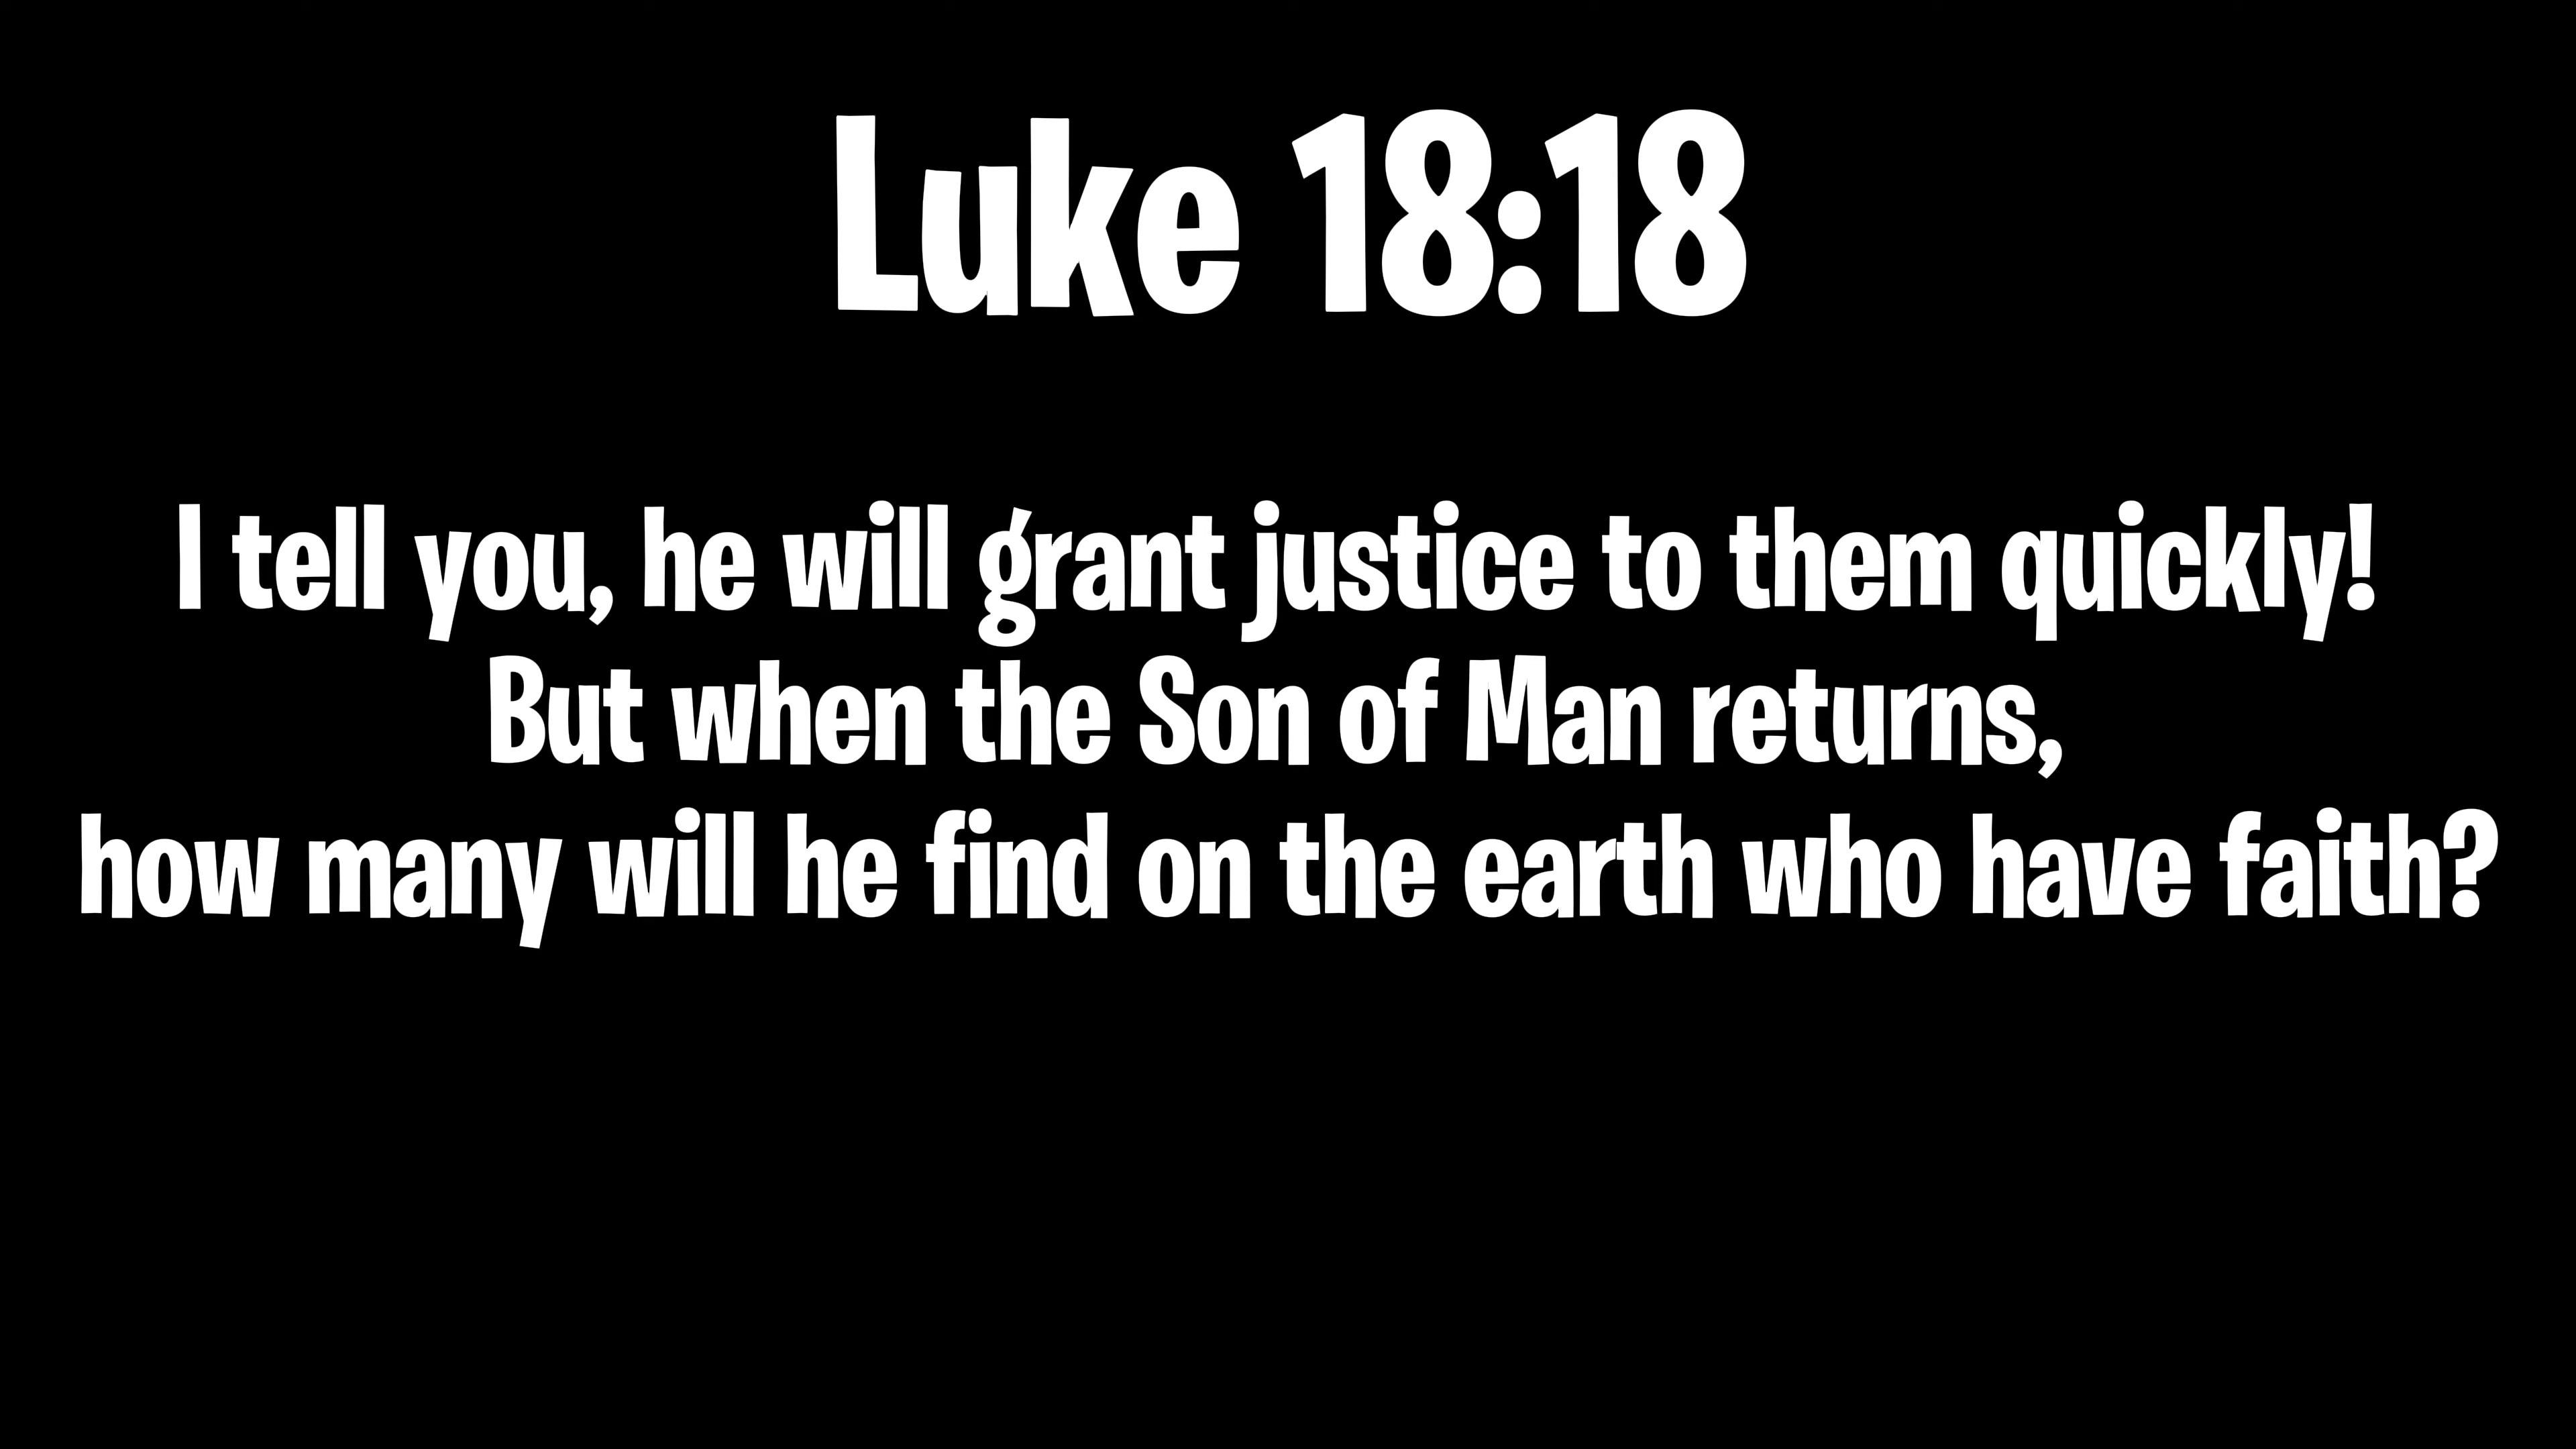 Luke 18:18
I tell you, he will grant justice to them quickly!
But when the Son of Man returns,
how many will he find on the earth who have faith?